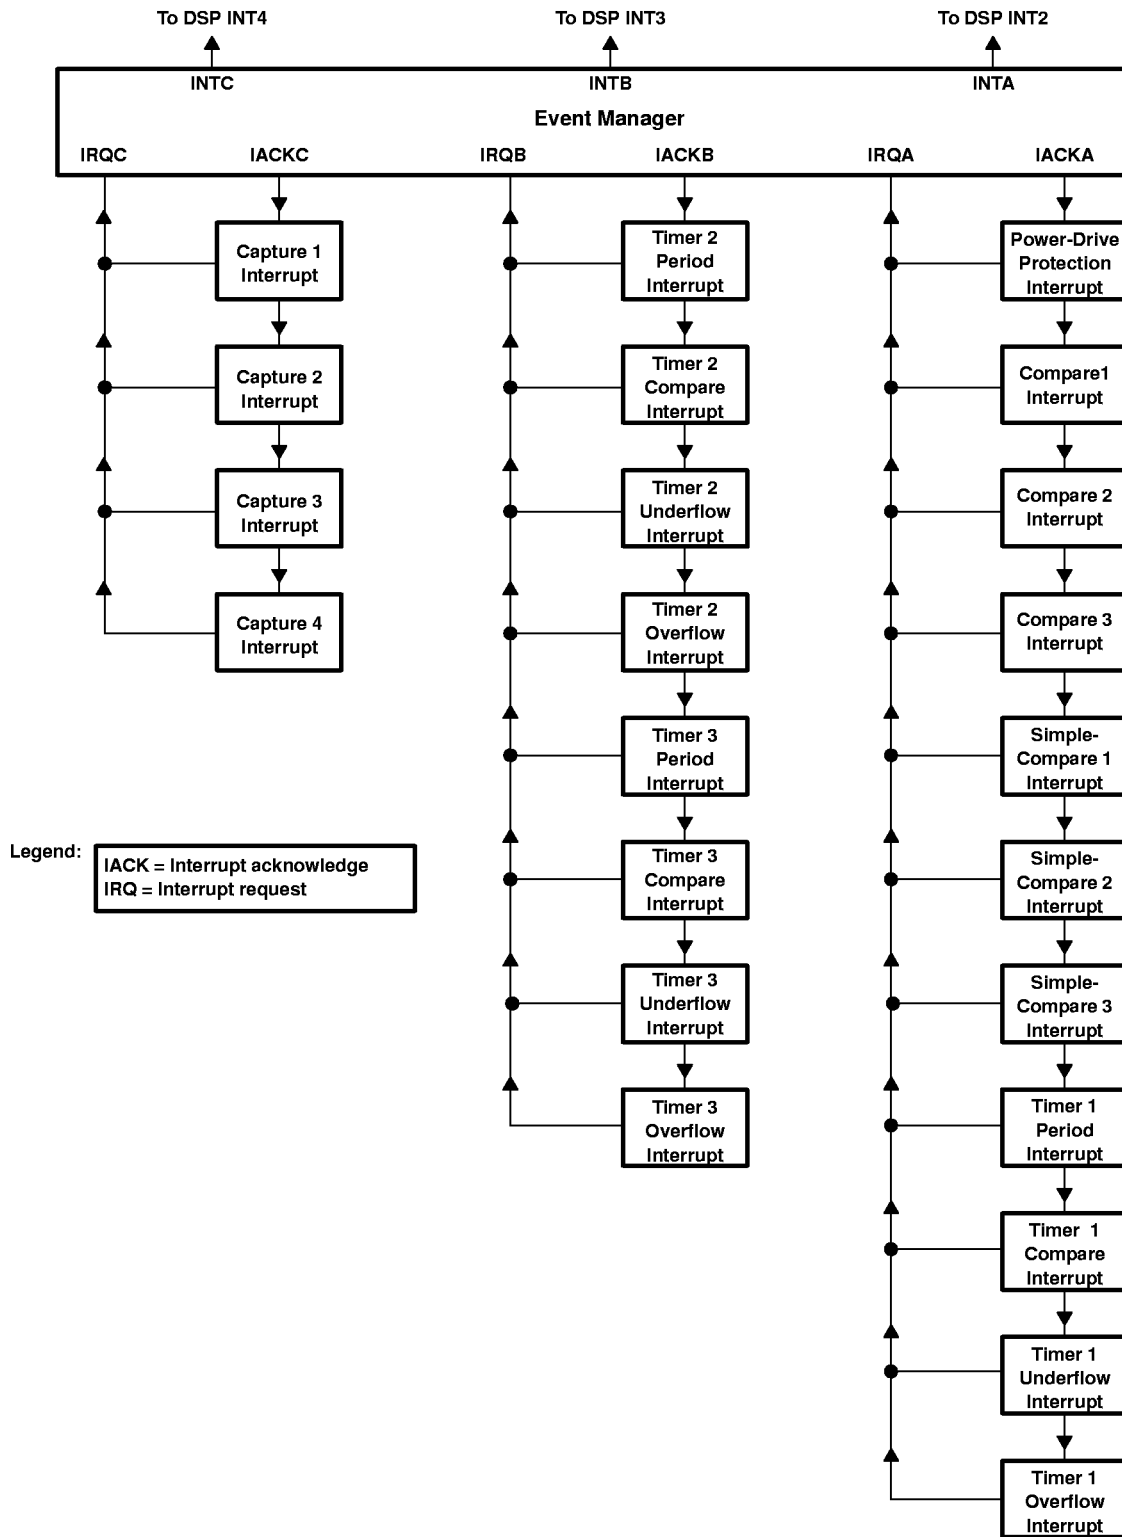 To DSP INT4
To DSP INT3
To DSP INT2
INTC
INTB
INTA
Event Manager
IRQC
IACKC
IRQB
IACKB
IRQA
IACKA
Capture 1
Interrupt
Capture 2
Interrupt
Capture 3
Interrupt
Capture 4
Interrupt
Timer 2
Period
Interrupt
Timer 2
Compare
Interrupt
Timer 2
Underflow
Interrupt
Timer 2
Overflow
Interrupt
Timer 3
Period
Interrupt
Timer 3
Compare
Interrupt
Timer 3
Underflow
Interrupt
Timer 3
Overflow
Interrupt
Power-Drive
Protection
Interrupt
Compare1
Interrupt
Compare 2
Interrupt
Compare 3
Interrupt
Simple-
Compare 1
Interrupt
Simple-
Compare 2
Interrupt
Simple-
Compare 3
Interrupt
Timer 1
Period
Interrupt
Timer 1
Compare
Interrupt
Timer 1
Underflow
Interrupt
Timer 1
Overflow
Interrupt
Legend:
IACK = Interrupt acknowledge
IRQ = Interrupt request